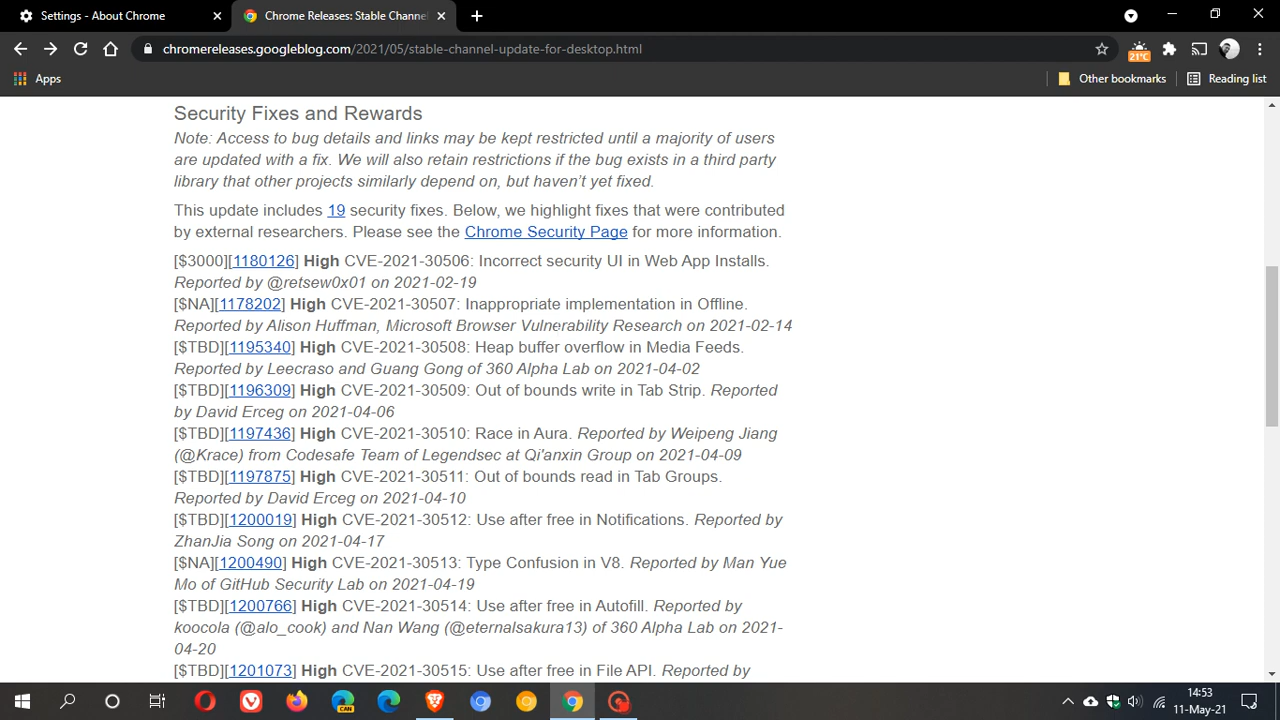 Settings - About Chrome
Chrome Releases: Stable Channel
chromereleases.googleblog.com/2021/05/stable-channel-update-for-desktop.html
21°C
Apps
Other bookmarks
Reading list
Security Fixes and Rewards
Note: Access to bug details and links may be kept restricted until a majority of users
are updated with a fix. We will also retain restrictions if the bug exists in a third party
library that other projects similarly depend on, but haven't yet fixed.
This update includes 19 security fixes. Below, we highlight fixes that were contributed
by external researchers. Please see the Chrome Security Page for more information.
[$3000][1180126] High CVE-2021-30506: Incorrect security UI in Web App Installs.
Reported by @retsew0x01 on 2021-02-19
[$NA][1178202] High CVE-2021-30507: Inappropriate implementation in Offline.
Reported by Alison Huffman, Microsoft Browser Vulnerability Research on 2021-02-14
[$TBD][1195340] High CVE-2021-30508: Heap buffer overflow in Media Feeds.
Reported by Leecraso and Guang Gong of 360 Alpha Lab on 2021-04-02
[$TBD][1196309] High CVE-2021-30509: Out of bounds write in Tab Strip. Reported
by David Erceg on 2021-04-06
[$TBD][1197436] High CVE-2021-30510: Race in Aura. Reported by Weipeng Jiang
(@Krace) from Codesafe Team of Legendsec at Qi'anxin Group on 2021-04-09
[$TBD][1197875] High CVE-2021-30511: Out of bounds read in Tab Groups.
Reported by David Erceg on 2021-04-10
[$TBD][1200019] High CVE-2021-30512: Use after free in Notifications. Reported by
ZhanJia Song on 2021-04-17
[$NA][1200490] High CVE-2021-30513: Type Confusion in V8. Reported by Man Yue
Mo of GitHub Security Lab on 2021-04-19
[$TBD][1200766] High CVE-2021-30514: Use after free in Autofill. Reported by
koocola (@alo_cook) and Nan Wang (@eternalsakura13) of 360 Alpha Lab on 2021-
04-20
[$TBD][1201073] High CVE-2021-30515: Use after free in File API. Reported by
CAN
14:53
11-May-21